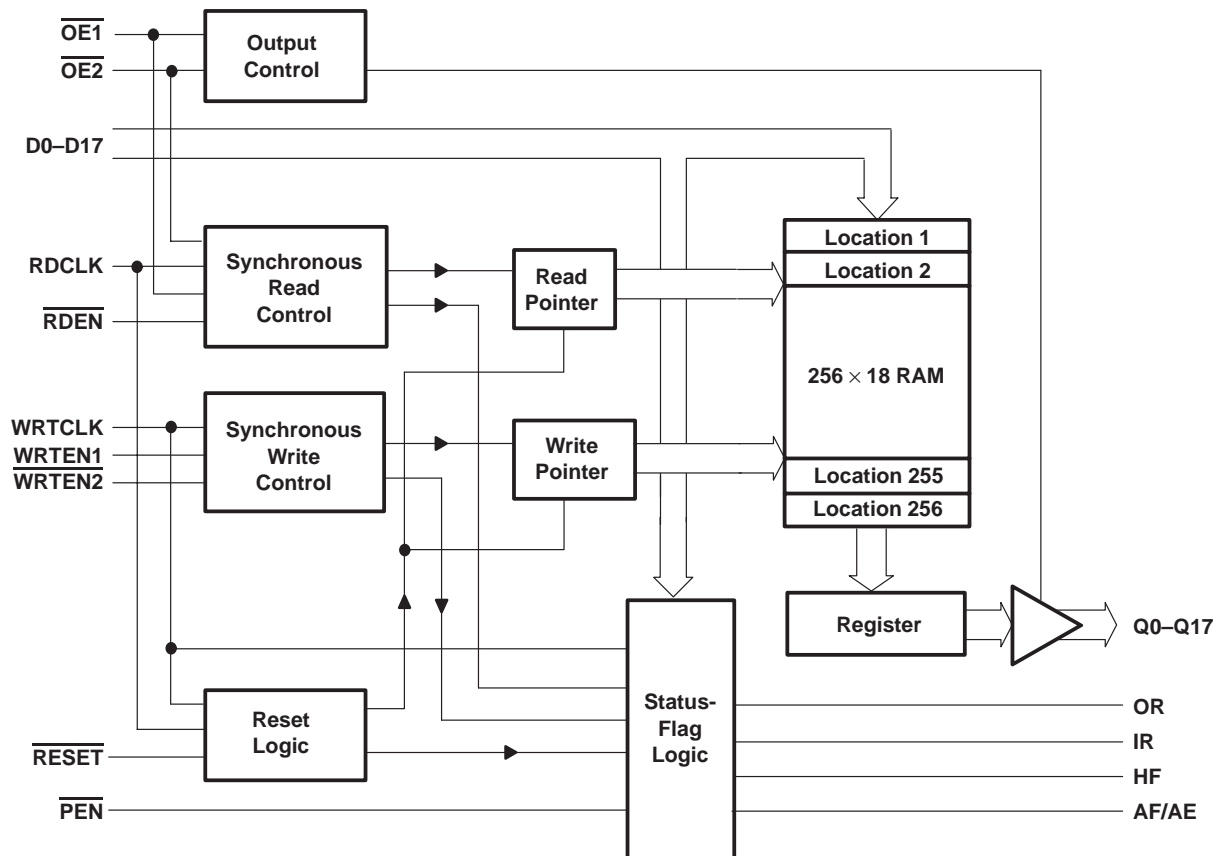 OE1
OE2
Output
Control
D0–D17
RDCLK
RDEN
Synchronous
Read
Control
Read
Pointer
Location 1
Location 2
256 × 18 RAM
Location 255
Location 256
WRTCLK
WRTEN1
WRTEN2
Synchronous
Write
Control
Write
Pointer
Register
Q0–Q17
Reset
Logic
RESET
PEN
Status-
Flag
Logic
OR
IR
HF
AF/AE